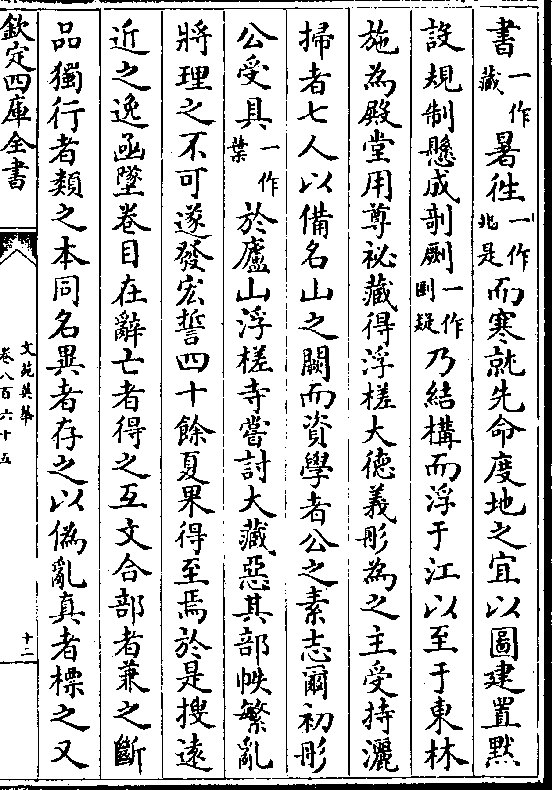 書一作藏暑徃一作兆是而寒就先命度地之宜以圖建置黙
設規制懸成剞劂一作㓨疑乃結構而浮于江以至于東林
施為殿堂用尊祕藏得浮槎大德義彤為之主受持灑
掃者七人以備名山之闕而資學者公之素志爾初彤
公受具一作業於廬山浮槎寺嘗討大藏惡其部帙繁亂
將理之不可遂發宏誓四十餘夏果得至焉於是搜遠
近之逸函墜卷目在辭亡者得之互文合部者兼之斷
品獨行者類之本同名異者存之以偽亂真者標之又
欽定四庫全書
文苑英華
卷八百六十五
十二